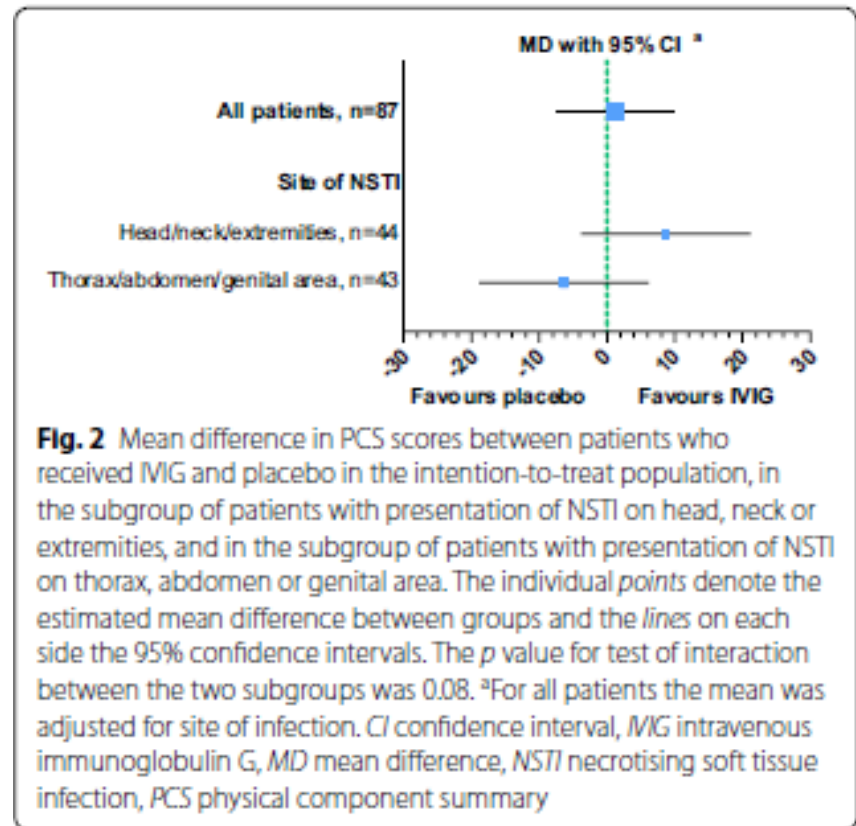 MD with 95% CI a
All patients, n=87
Site of NSTI
Head/neck/extremities, n=44
Thorax/abdomen/genital area, n=43
-30 -20 -10 0 10 20 30
Favours placebo Favours IVIG
Fig. 2 Mean difference in PCS scores between patients who
received IVIG and placebo in the intention-to-treat population, in
the subgroup of patients with presentation of NSTI on head, neck or
extremities, and in the subgroup of patients with presentation of NSTI
on thorax, abdomen or genital area. The individual points denote the
estimated mean difference between groups and the lines on each
side the 95% confidence intervals. The p value for test of interaction
between the two subgroups was 0.08. aFor all patients the mean was
adjusted for site of infection. CI confidence interval, IVIG intravenous
immunoglobulin G, MD mean difference, NSTI necrotising soft tissue
infection, PCS physical component summary